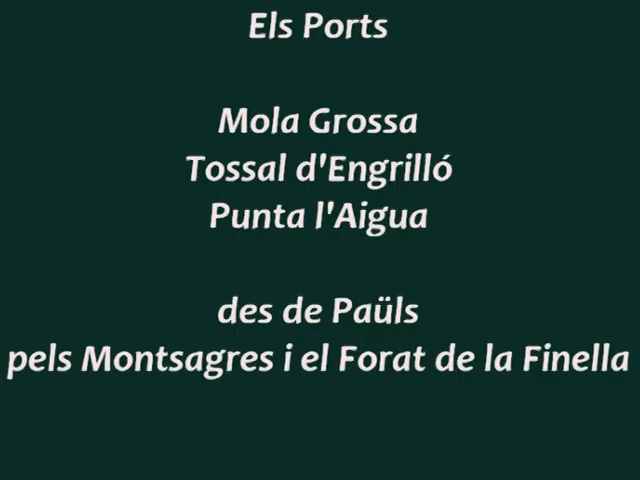 Els Ports
Mola Grossa
Tossal d'Engrilló
Punta l'Aigua
des de Paüls
pels Montsagres i el Forat de la Finella